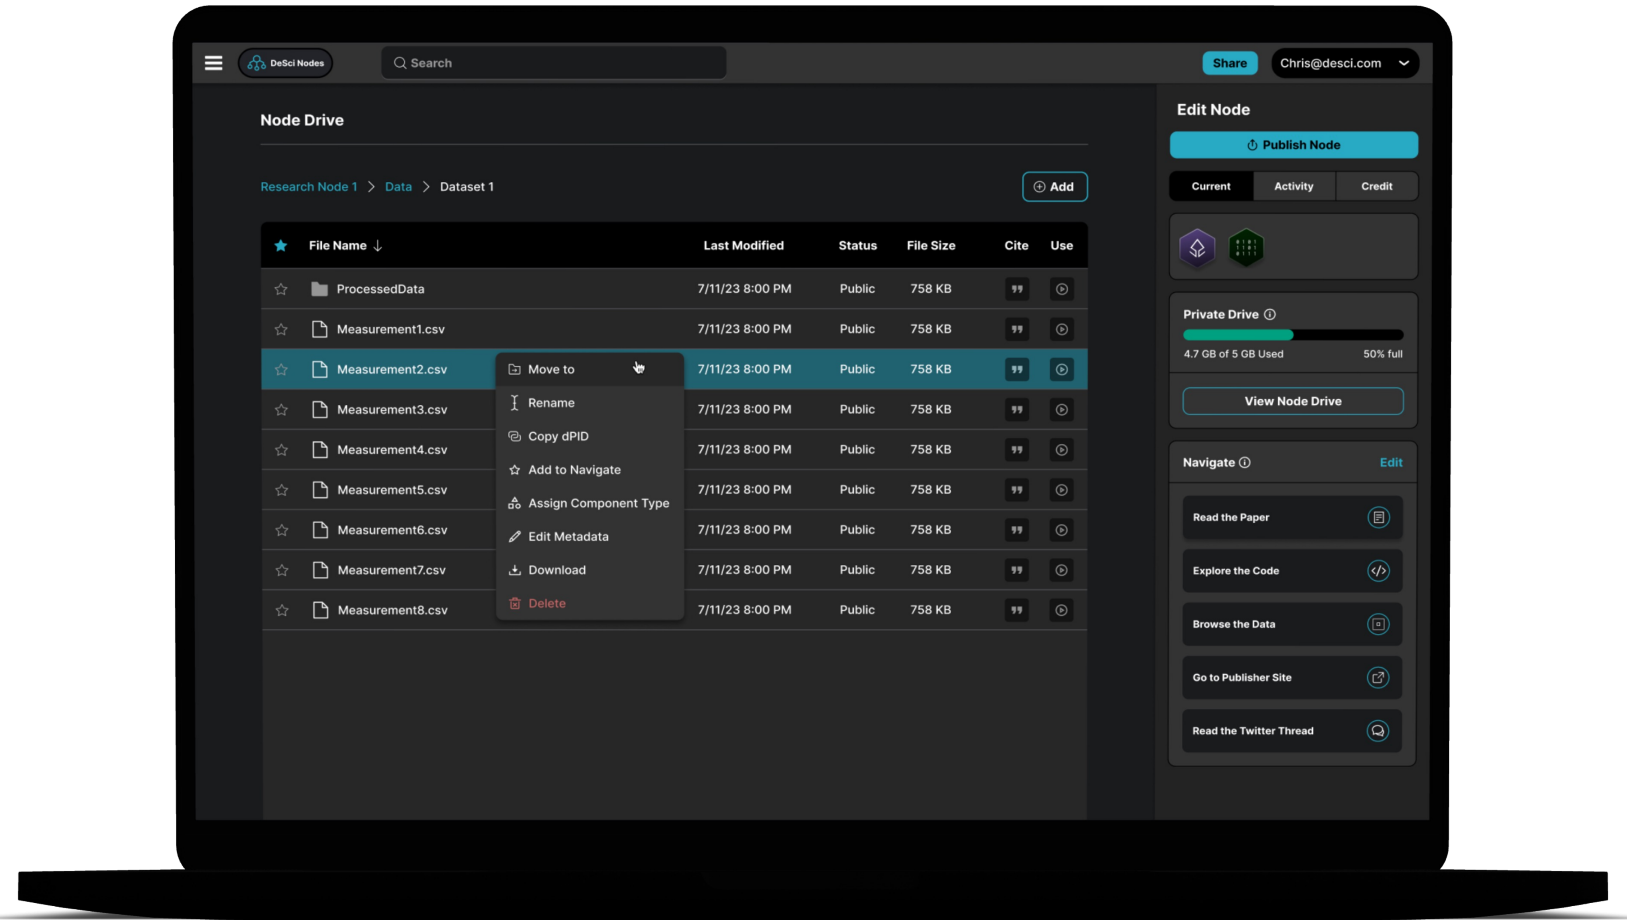 DeSci Nodes
Search
Share
Chris@desci.com
Node Drive
Research Node 1 > Data > Dataset 1
Add
File Name ↓ Last Modified Status File Size Cite Use
ProcessedData 7/11/23 8:00 PM Public 758 KB
Measurement1.csv 7/11/23 8:00 PM Public 758 KB
Measurement2.csv 7/11/23 8:00 PM Public 758 KB
Measurement3.csv 7/11/23 8:00 PM Public 758 KB
Measurement4.csv 7/11/23 8:00 PM Public 758 KB
Measurement5.csv 7/11/23 8:00 PM Public 758 KB
Measurement6.csv 7/11/23 8:00 PM Public 758 KB
Measurement7.csv 7/11/23 8:00 PM Public 758 KB
Measurement8.csv 7/11/23 8:00 PM Public 758 KB
Move to
Rename
Copy dPID
Add to Navigate
Assign Component Type
Edit Metadata
Download
Delete
Edit Node
Publish Node
Current Activity Credit
Private Drive
4.7 GB of 5 GB Used 50% full
View Node Drive
Navigate Edit
Read the Paper
Explore the Code
Browse the Data
Go to Publisher Site
Read the Twitter Thread